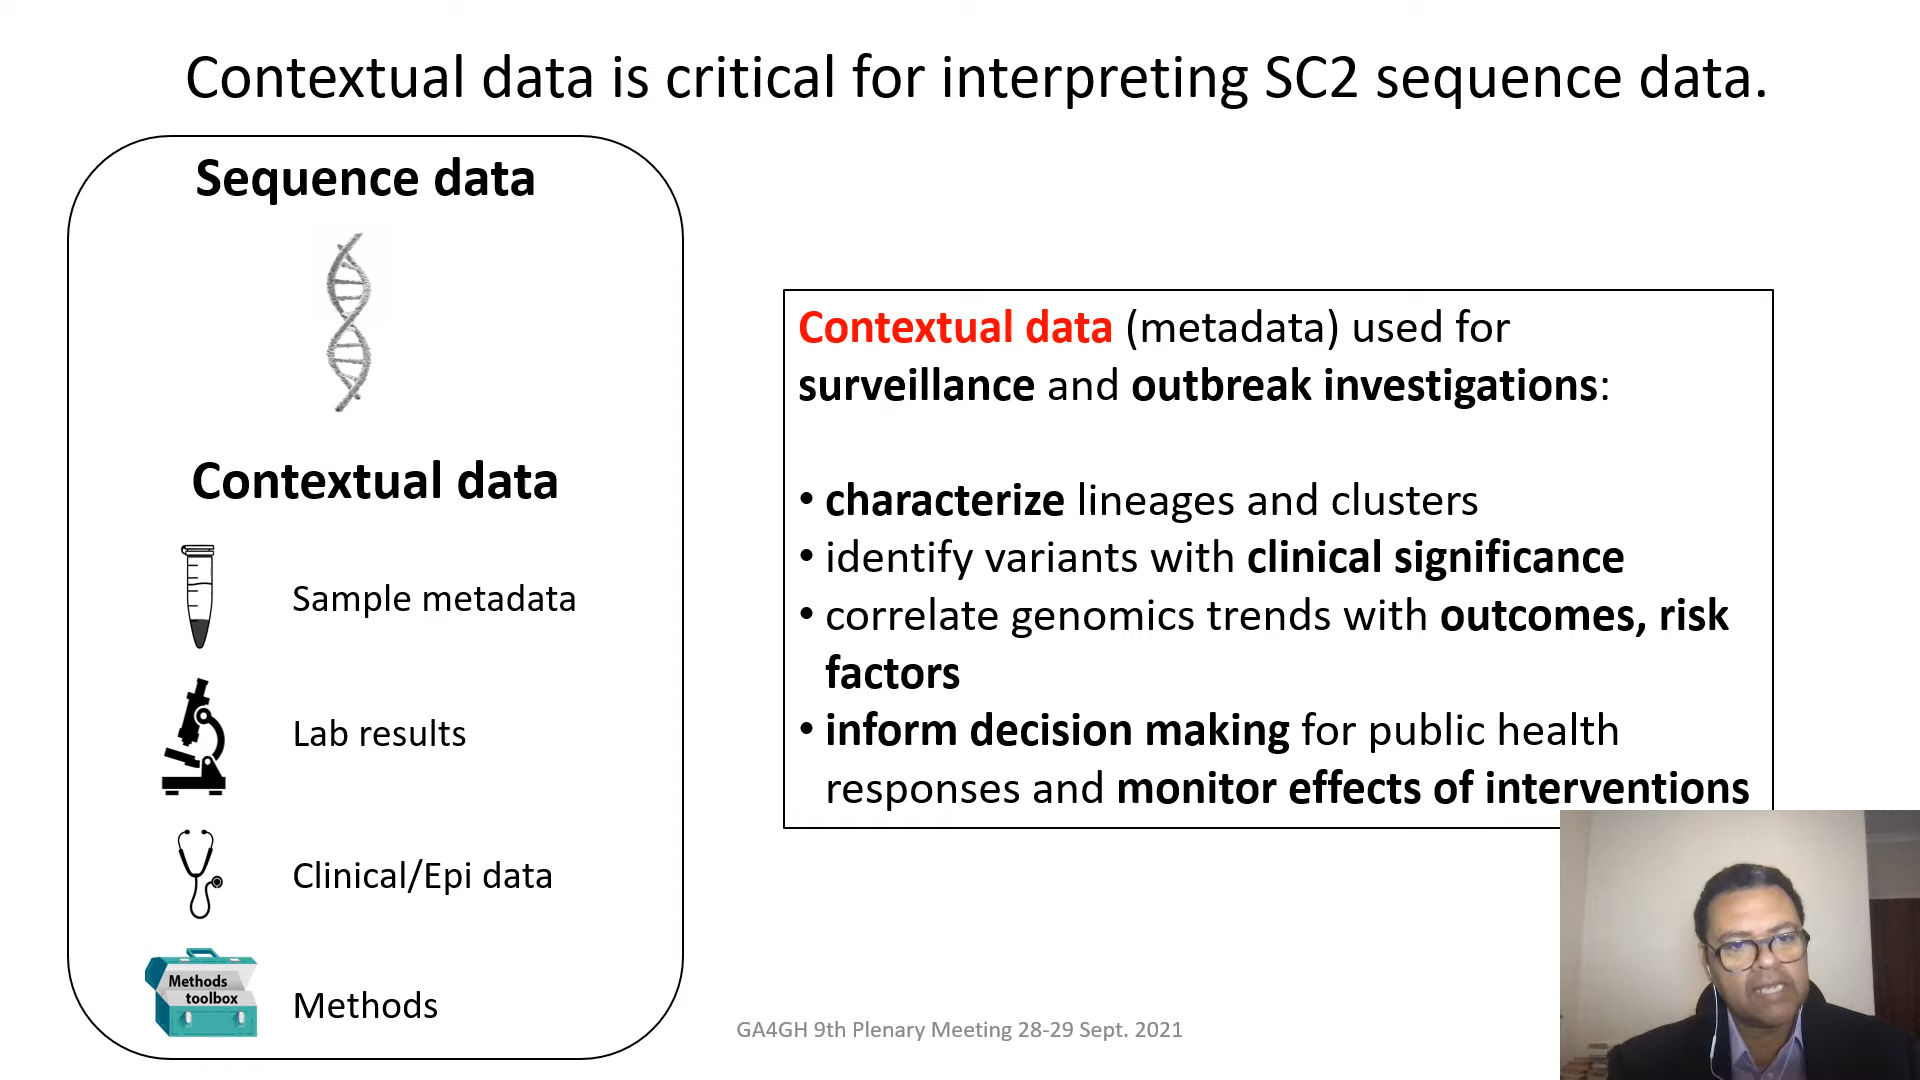 Contextual data is critical for interpreting SC2 sequence data.
Sequence data
Contextual data
Sample metadata
Lab results
Clinical/Epi data
Methods
toolbox
Methods
Contextual data (metadata) used for
surveillance and outbreak investigations:
• characterize lineages and clusters
• identify variants with clinical significance
• correlate genomics trends with outcomes, risk
factors
• inform decision making for public health
responses and monitor effects of interventions
GA4GH 9th Plenary Meeting 28-29 Sept. 2021